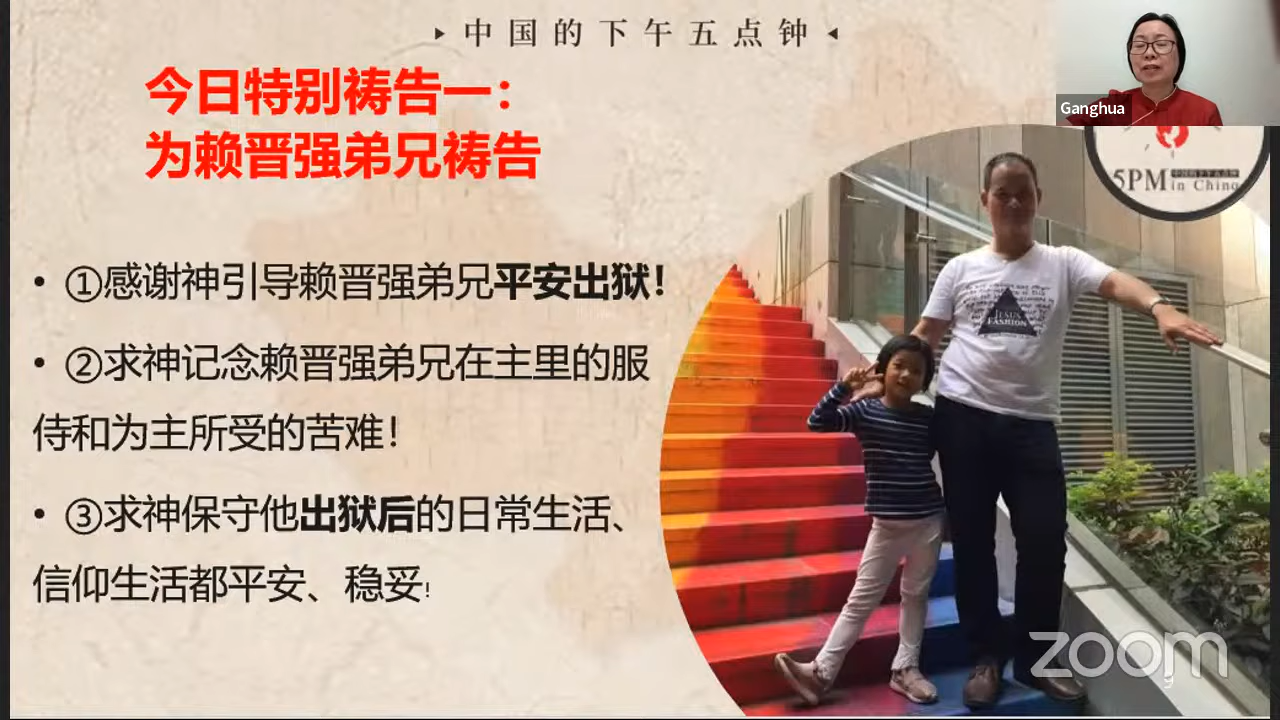 ▸ 中国的下午五点钟 ◂
今日特别祷告一：
为赖晋强弟兄祷告
Ganghua
5PM
in China
• ①感谢神引导赖晋强弟兄平安出狱！
• ②求神记念赖晋强弟兄在主里的服
侍和为主所受的苦难！
• ③求神保守他出狱后的日常生活、
信仰生活都平安、稳妥！
JESUS
FASHION
zoom